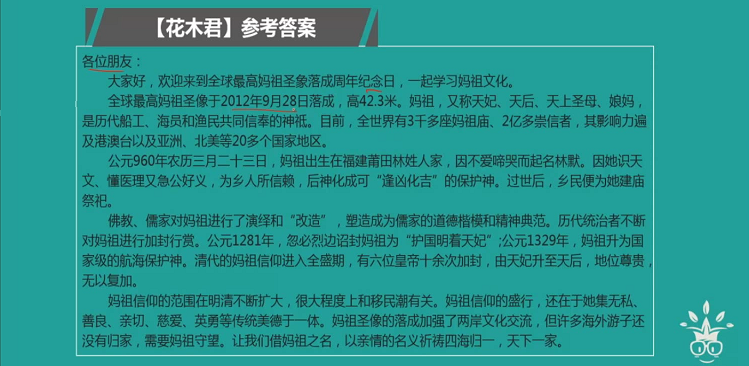 【花木君】参考答案
各位朋友：
大家好，欢迎来到全球最高妈祖圣象落成周年纪念日，一起学习妈祖文化。
全球最高妈祖圣像于2012年9月28日落成，高42.3米。妈祖，又称天妃、天后、天上圣母、娘妈，
是历代船工、海员和渔民共同信奉的神祗。目前，全世界有3千多座妈祖庙、2亿多崇信者，其影响力遍
及港澳台以及亚洲、北美等20多个国家地区。
公元960年农历三月二十三日，妈祖出生在福建莆田林姓人家，因不爱啼哭而起名林默。因她识天
文、懂医理又急公好义，为乡人所信赖，后神化成可“逢凶化吉”的保护神。过世后，乡民便为她建庙
祭祀。
佛教、儒家对妈祖进行了演绎和“改造”，塑造成为儒家的道德楷模和精神典范。历代统治者不断
对妈祖进行加封行赏。公元1281年，忽必烈边诏封妈祖为“护国明着天妃”;公元1329年，妈祖升为国
家级的航海保护神。清代的妈祖信仰进入全盛期，有六位皇帝十余次加封，由天妃升至天后，地位尊贵，
无以复加。
妈祖信仰的范围在明清不断扩大，很大程度上和移民潮有关。妈祖信仰的盛行，还在于她集无私、
善良、亲切、慈爱、英勇等传统美德于一体。妈祖圣像的落成加强了两岸文化交流，但许多海外游子还
没有归家，需要妈祖守望。让我们借妈祖之名，以亲情的名义祈祷四海归一，天下一家。